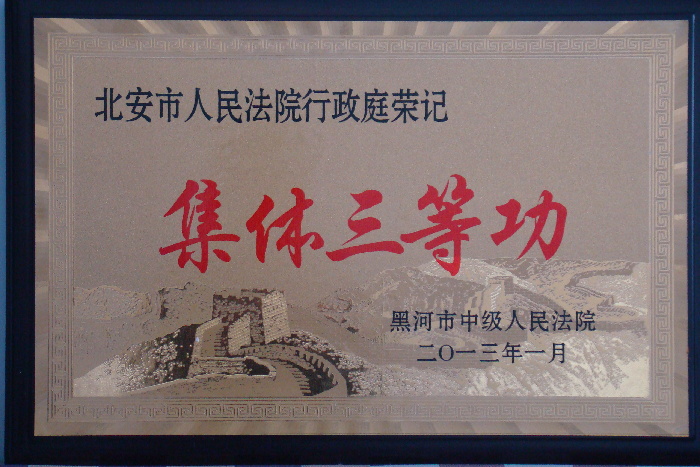 北安市人民法院行政庭荣记
集体三等功
黑河市中级人民法院
二〇一三年一月